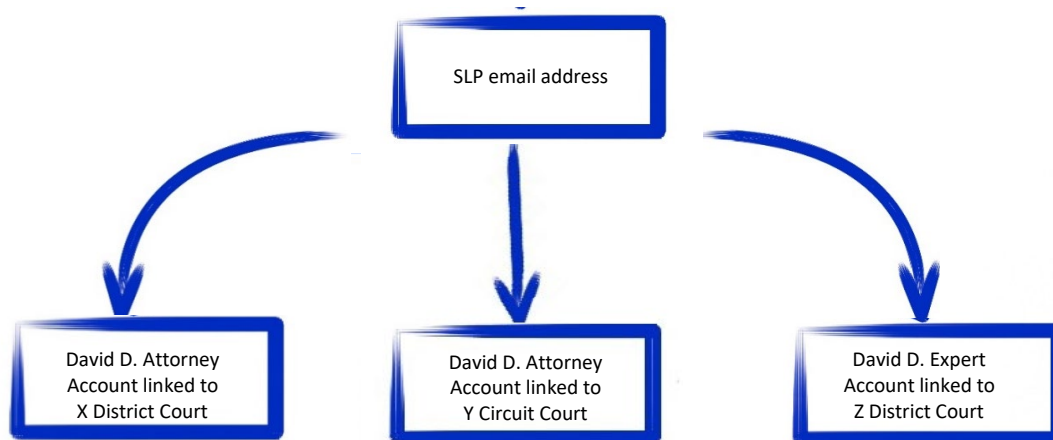 SLP email address
David D. Attorney
Account linked to
X District Court
David D. Attorney
Account linked to
Y Circuit Court
David D. Expert
Account linked to
Z District Court